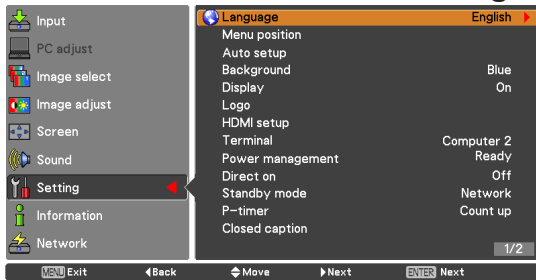 Input
PC adjust
Image select
Image adjust
Screen
Sound
Setting
Information
Network
Language English
Menu position
Auto setup
Background Blue
Display On
Logo
HDMI setup
Terminal Computer 2
Power management Ready
Direct on Off
Standby mode Network
P-timer Count up
Closed caption
1/2
MENU Exit Back Move Next ENTER Next